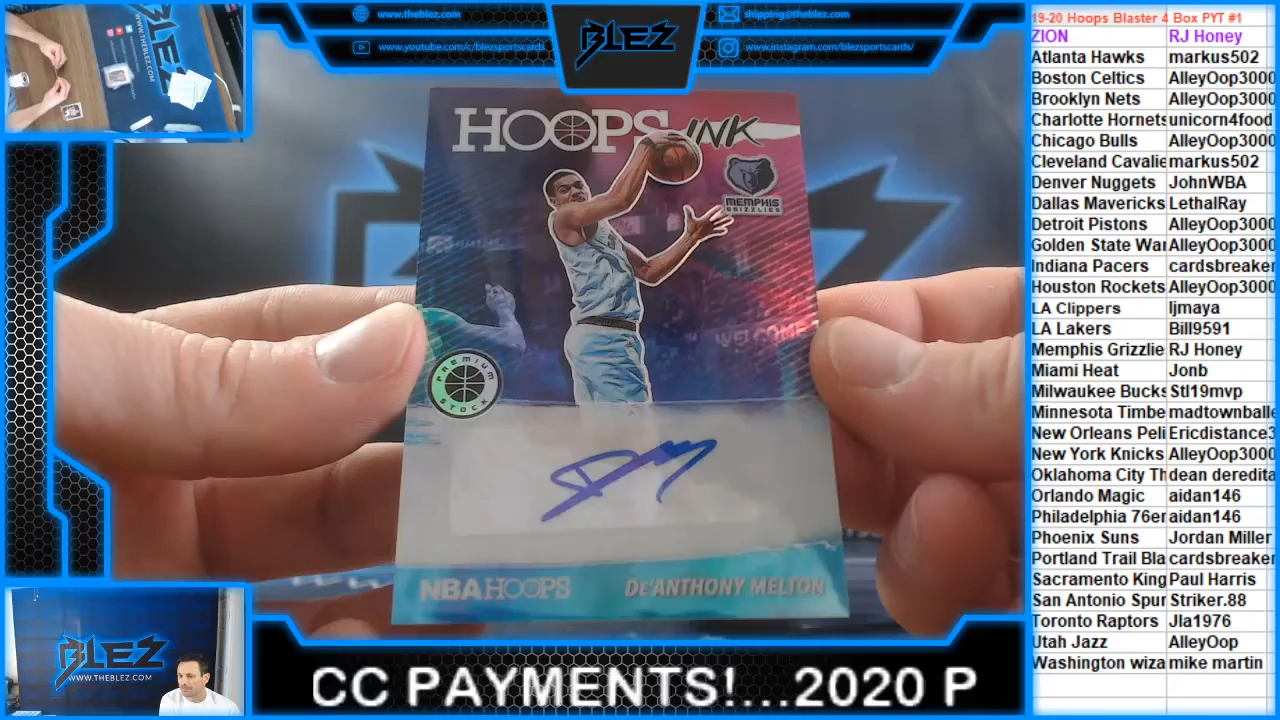 www.theblez.com
shipping@theblez.com
www.youtube.com/c/blezsportscards
www.instagram.com/blezsportscards/
BLEZ
BLEZ
WWW.THEBLEZ.COM
HOOPS INK
MEMPHIS
GRIZZLIES
WELCOME
PREMIUM
STOCK
NBA HOOPS
DE'ANTHONY MELTON
BLEZ
WWW.THEBLEZ.COM
CC PAYMENTS!...2020 P
19-20 Hoops Blaster 4 Box PYT #1
ZION RJ Honey
Atlanta Hawks markus502
Boston Celtics AlleyOop3000
Brooklyn Nets AlleyOop3000
Charlotte Hornets unicorn4food
Chicago Bulls AlleyOop3000
Cleveland Cavalie markus502
Denver Nuggets JohnWBA
Dallas Mavericks LethalRay
Detroit Pistons AlleyOop3000
Golden State War AlleyOop3000
Indiana Pacers cardsbreaker
Houston Rockets AlleyOop3000
LA Clippers ljmaya
LA Lakers Bill9591
Memphis Grizzlie RJ Honey
Miami Heat Jonb
Milwaukee Bucks Stl19mvp
Minnesota Timbe madtownballe
New Orleans Peli Ericdistance3
New York Knicks AlleyOop3000
Oklahoma City Th dean deredita
Orlando Magic aidan146
Philadelphia 76er aidan146
Phoenix Suns Jordan Miller
Portland Trail Bla cardsbreaker
Sacramento King Paul Harris
San Antonio Spur Striker.88
Toronto Raptors Jla1976
Utah Jazz AlleyOop
Washington wiza mike martin